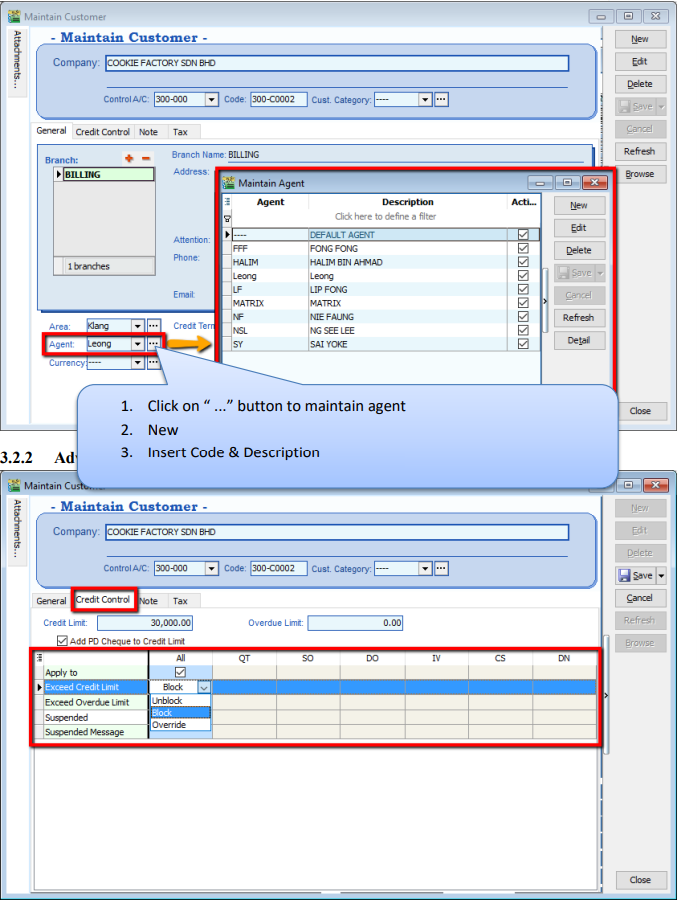 Maintain Customer
Attachments...
- Maintain Customer -
Company: COOKIE FACTORY SDN BHD
Control A/C: 300-000 Code: 300-C0002 Cust. Category: ---- ...
New
Edit
Delete
Save
Cancel
Refresh
Browse
General Credit Control Note Tax
Branch: + -
BILLING
1 branches
Branch Name: BILLING
Address:
Attention:
Phone:
Email
Area: Klang ...
Agent: Leong ...
Currency: ---- ...
Credit Term
Maintain Agent
Agent Description Acti...
Click here to define a filter
---- DEFAULT AGENT
FFF FONG FONG
HALIM HALIM BIN AHMAD
Leong Leong
LF LIP FONG
MATRIX MATRIX
NF NIE FAUNG
NSL NG SEE LEE
SY SAI YOKE
New
Edit
Delete
Save
Cancel
Refresh
Detail
1. Click on “ ...” button to maintain agent
2. New
3. Insert Code & Description
Close
3.2.2 Adv
Maintain Customer
Attachments...
- Maintain Customer -
Company: COOKIE FACTORY SDN BHD
Control A/C: 300-000 Code: 300-C0002 Cust. Category: ---- ...
New
Edit
Delete
Save
Cancel
Refresh
Browse
General Credit Control Note Tax
Credit Limit: 30,000.00 Overdue Limit: 0.00
Add PD Cheque to Credit Limit
All QT SO DO IV CS DN
Apply to
Exceed Credit Limit Block
Exceed Overdue Limit Unblock
Suspended Block
Override
Suspended Message
Close